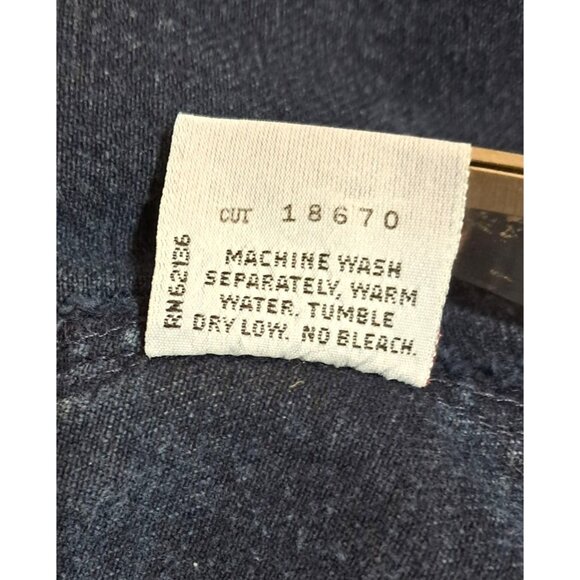 CUT 18670
MACHINE WASH
SEPARATELY, WARM
WATER. TUMBLE
DRY LOW. NO BLEACH.
RN62136